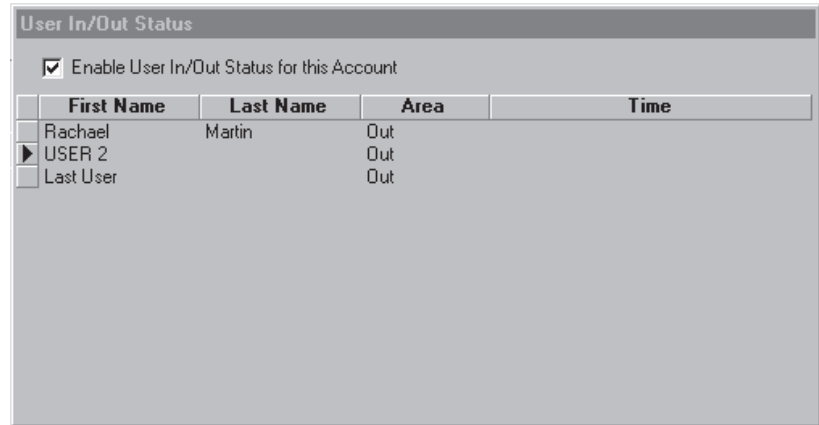 User In/Out Status
Enable User In/Out Status for this Account
First Name Last Name Area Time
Rachael Martin Out
USER 2 Out
Last User Out